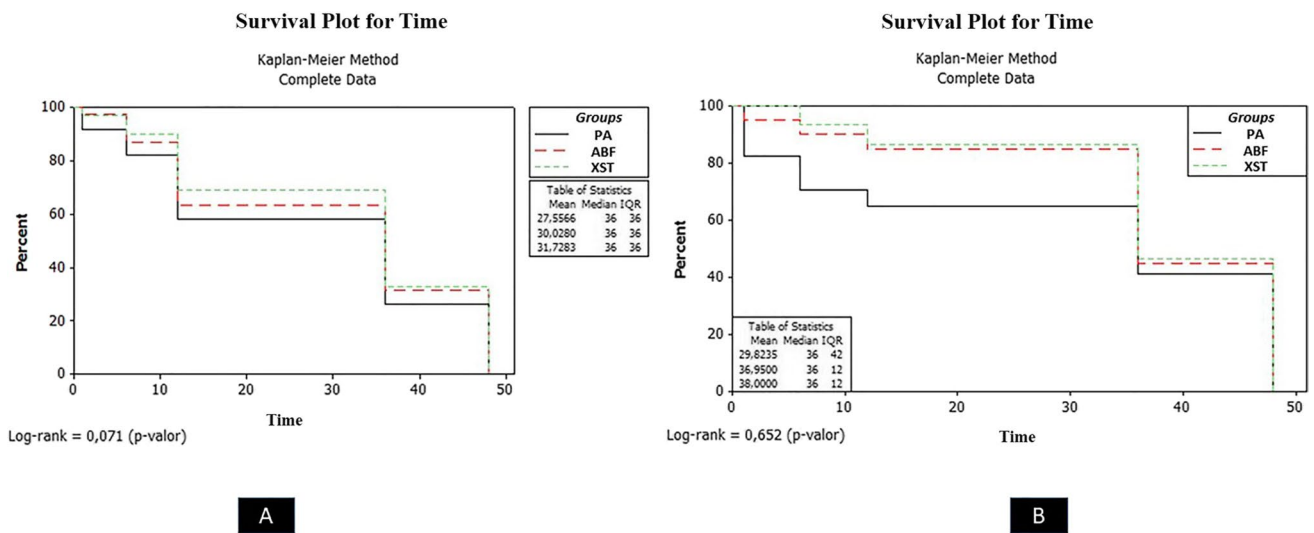 Survival Plot for Time
Kaplan-Meier Method
Complete Data
100
80
60
40
20
0
Percent
0 10 20 30 40 50
Time
Groups
PA
ABF
XST
Table of Statistics
Mean Median IQR
27,5566 36 36
30,0280 36 36
31,7283 36 36
Log-rank = 0,071 (p-valor)
A
Survival Plot for Time
Kaplan-Meier Method
Complete Data
100
80
60
40
20
0
Percent
0 10 20 30 40 50
Time
Groups
PA
ABF
XST
Table of Statistics
Mean Median IQR
29,8235 36 42
36,9500 36 12
38,0000 36 12
Log-rank = 0,652 (p-valor)
B